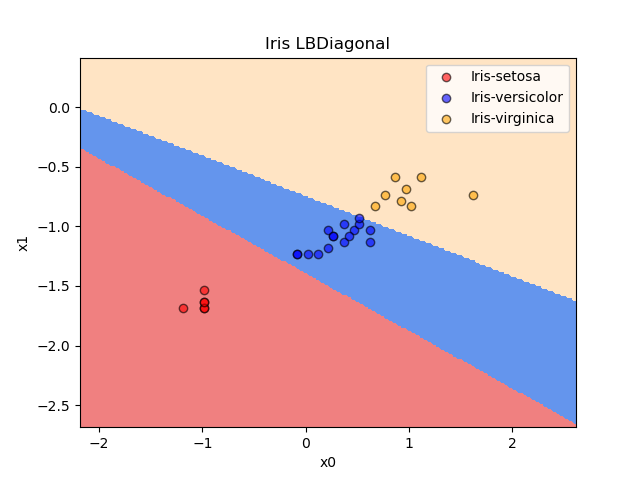 Iris LBDiagonal
Iris-setosa
Iris-versicolor
Iris-virginica
0.0
−0.5
−1.0
−1.5
−2.0
−2.5
x1
−2
−1
0
1
2
x0